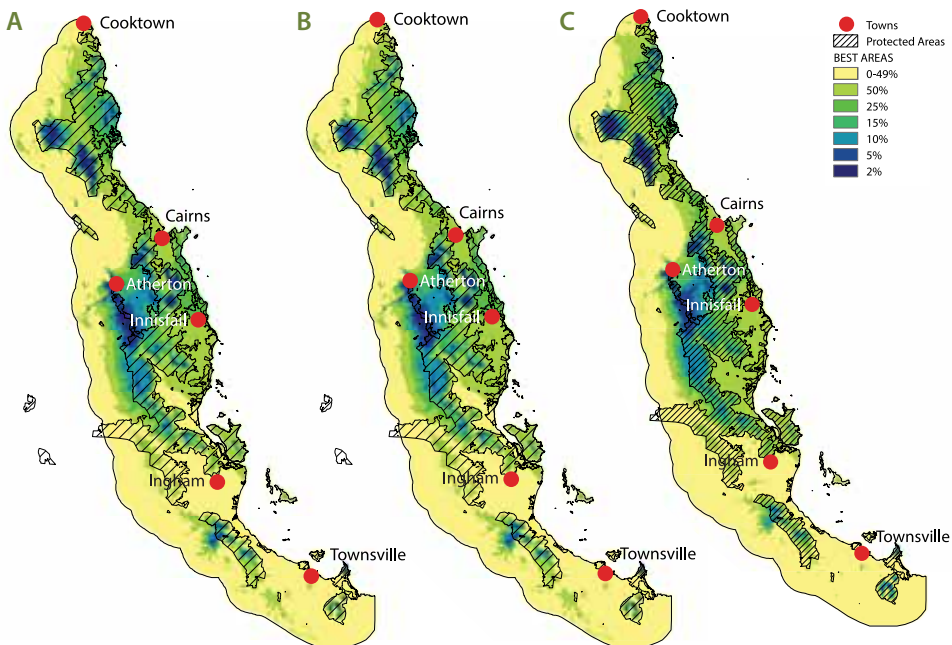 A
Cooktown
Cairns
Atherton
Innisfail
Ingham
Townsville
B
Cooktown
Cairns
Atherton
Innisfail
Ingham
Townsville
C
Cooktown
Cairns
Atherton
Innisfail
Ingham
Townsville
Towns
Protected Areas
BEST AREAS
0-49%
50%
25%
15%
10%
5%
2%